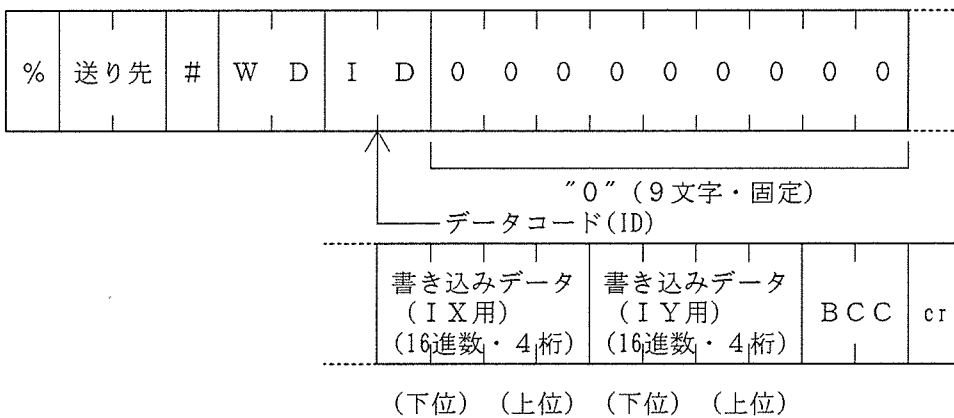 % 送り先 # W D I D 0 0 0 0 0 0 0 0 0
"0"(9文字・固定)
データコード(ID)
書き込みデータ
(IX用)
(16進数・4桁)
書き込みデータ
(IY用)
(16進数・4桁)
BCC
cr
(下位) (上位) (下位) (上位)